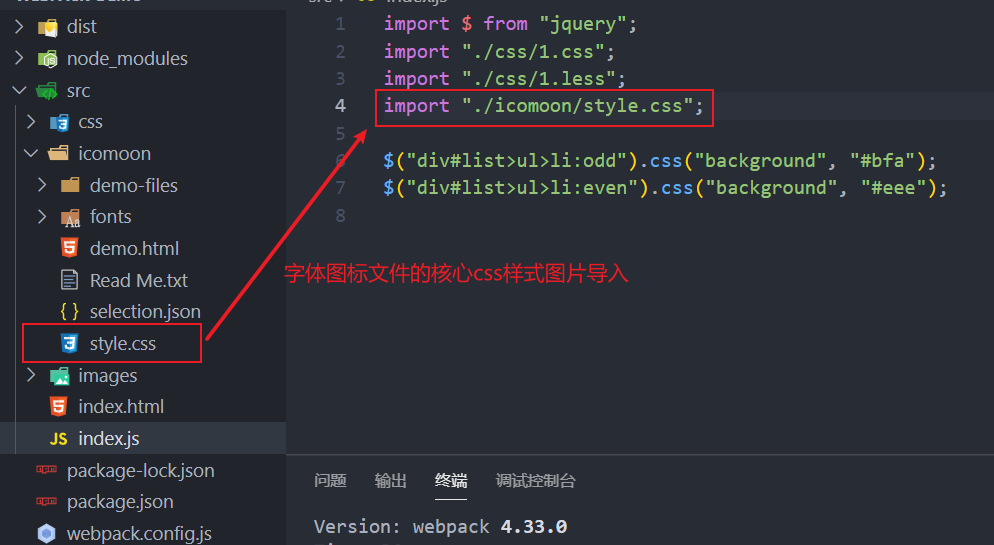 dist
node_modules
src
css
icomoon
demo-files
fonts
demo.html
Read Me.txt
selection.json
style.css
images
index.html
JS index.js
package-lock.json
package.json
webpack.config.js
1 import $ from "jquery";
2 import "./css/1.css";
3 import "./css/1.less";
4 import "./icomoon/style.css";
5
6 $("div#list>ul>li:odd").css("background", "#bfa");
7 $("div#list>ul>li:even").css("background", "#eee");
8
字体图标文件的核心css样式图片导入
问题 输出 终端 调试控制台
Version: webpack 4.33.0